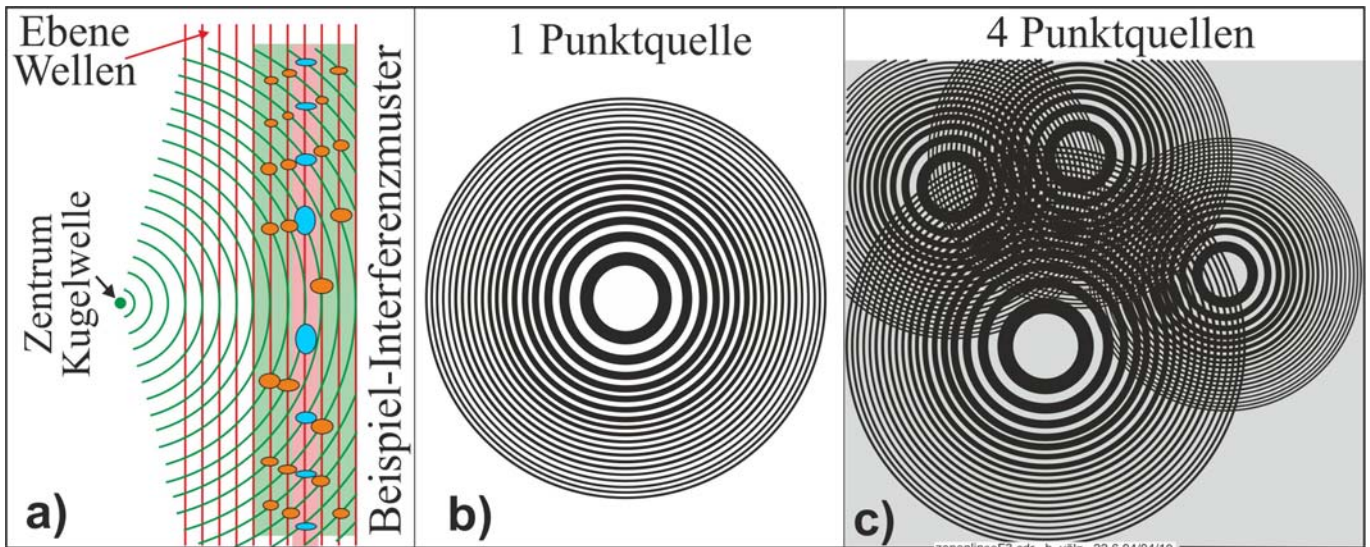 Ebene
Wellen
Zentrum
Kugelwelle
Beispiel-Interferenzmuster
a)
1 Punktquelle
b)
4 Punktquellen
c)